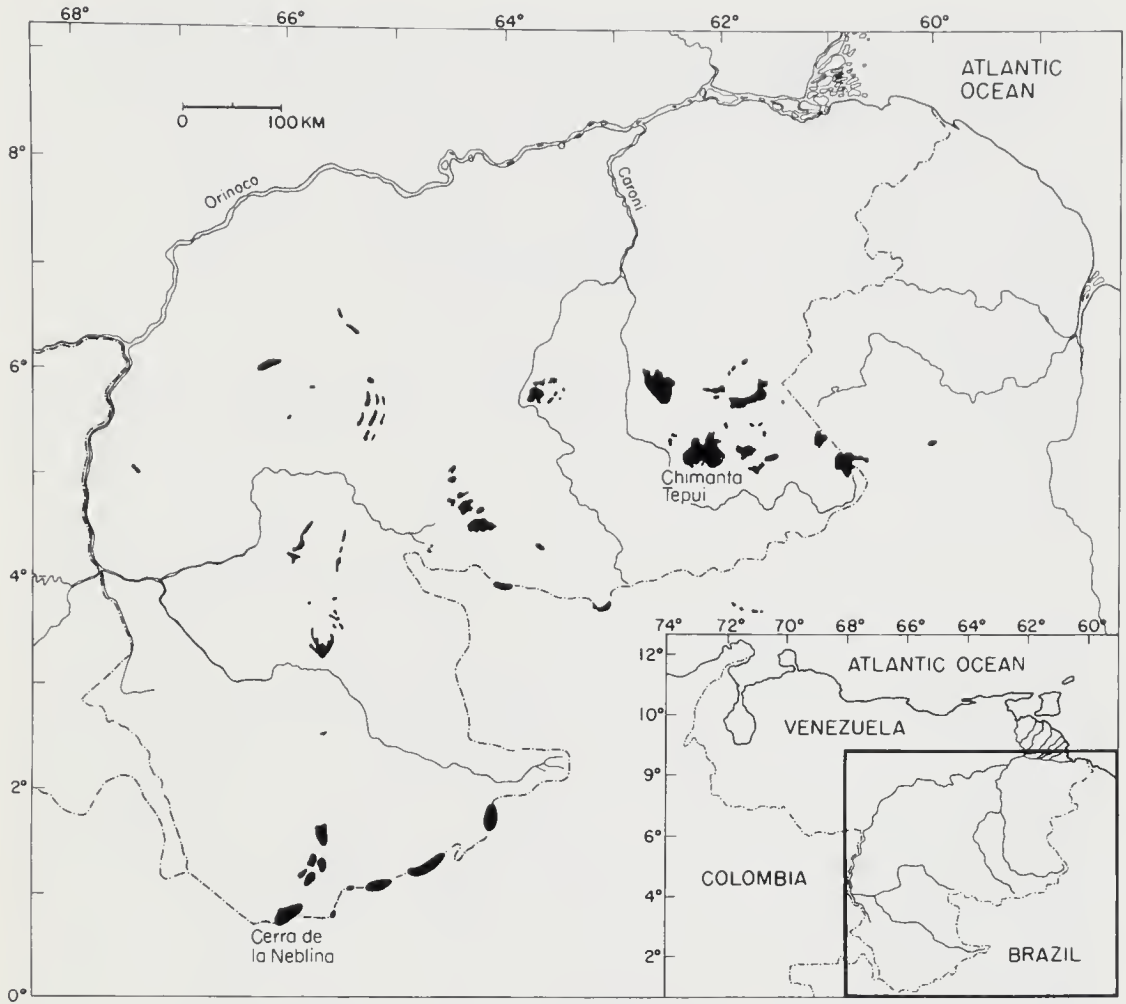 68°
66°
64°
62°
60°
ATLANTIC
OCEAN
0 100 KM
8°
Orinoco
Caroni
6°
Chimanta
Tepui
4°
2°
Cerra de
la Neblina
0°
74° 72° 70° 68° 66° 64° 62° 60°
12°
ATLANTIC OCEAN
VENEZUELA
10°
9°
6°
COLOMBIA
4°
2°
BRAZIL